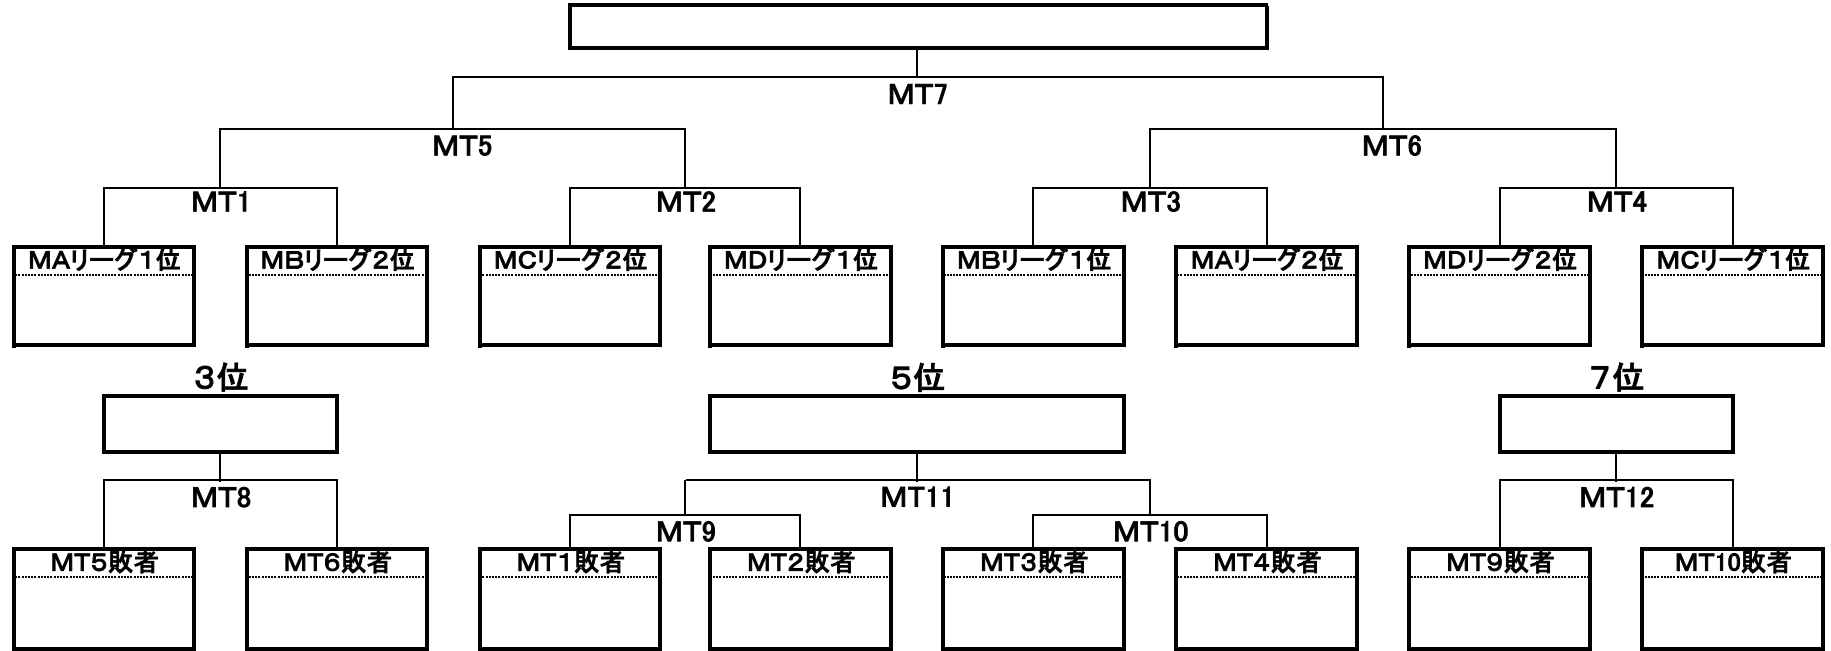 MT7
MT5 MT6
MT1 MT2 MT3 MT4
MAリーグ１位 MBリーグ２位 MCリーグ２位 MDリーグ１位 MBリーグ１位 MAリーグ２位 MDリーグ２位 MCリーグ１位
３位 ５位 ７位
MT8 MT11 MT12
MT9 MT10
MT5敗者 MT6敗者 MT1敗者 MT2敗者 MT3敗者 MT4敗者 MT9敗者 MT10敗者